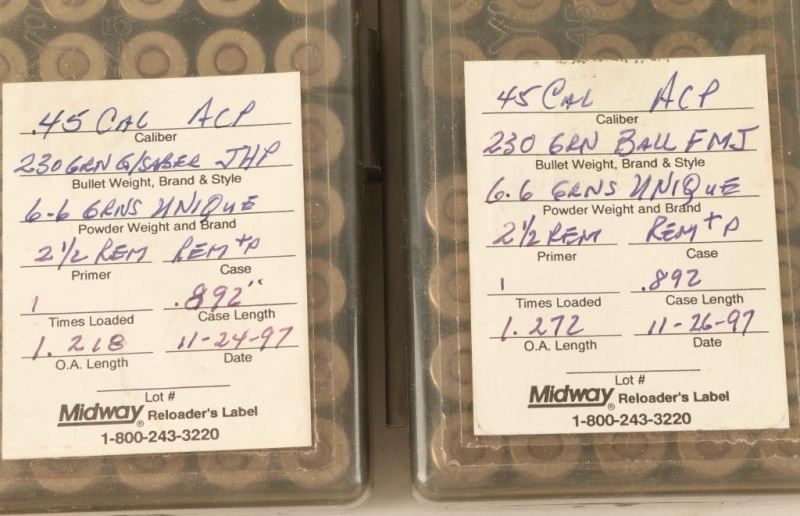 .45 CAL ACP
Caliber
230 GRN G/SABER JHP
Bullet Weight, Brand & Style
6.6 GRNS UNIQUE
Powder Weight and Brand
2 1/2 REM REM +P
Primer Case
1 .892"
Times Loaded Case Length
1.218 11-24-97
O.A. Length Date
Lot #
Midway® Reloader's Label
1-800-243-3220
45 CAL ACP
Caliber
230 GRN BALL FMJ
Bullet Weight, Brand & Style
6.6 GRNS UNIQUE
Powder Weight and Brand
2 1/2 REM REM +P
Primer Case
1 .892
Times Loaded Case Length
1.272 11-26-97
O.A. Length Date
Lot #
Midway® Reloader's Label
1-800-243-3220